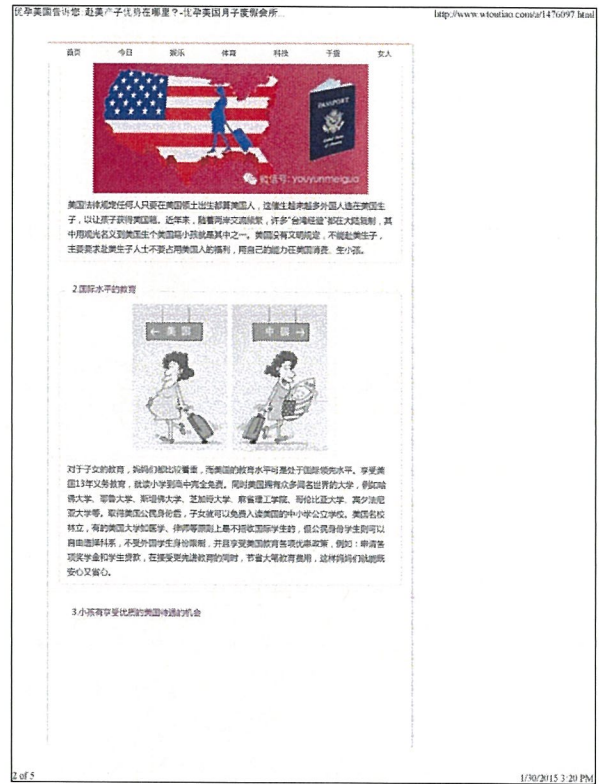 优孕美国告诉您:赴美产子优势在哪里？-优孕美国月子度假会所...
http://www.wtoutiao.com/a/1476097.html
首页 今日 娱乐 体育 科技 干货 女人
PASSPORT
United States of America
微信号: youyunmeiguo
美国法律规定任何人只要在美国领土出生都算美国人，这催生越来越多外国人选在美国生
子，以让孩子获得美国籍。近年来，随着两岸交流频繁，许多“台湾经验”都在大陆复制，其
中用观光名义到美国生个美国籍小孩就是其中之一。美国没有文明规定，不能赴美生子，
主要要求赴美生子人士不要占用美国人的福利，用自己的能力在美国消费、生小孩。
2.国际水平的教育
← 美 国
中 国 →
对于子女的教育，妈妈们都比较看重，而美国的教育水平可是处于国际领先水平。享受美
国13年义务教育，就读小学到高中完全免费。同时美国拥有众多闻名世界的大学，例如哈
佛大学、耶鲁大学、斯坦佛大学、芝加哥大学、麻省理工学院、哥伦比亚大学、宾夕法尼
亚大学等。取得美国公民身份后，子女就可以免费入读美国的中小学公立学校。美国名校
林立，有的美国大学如医学、律师等原则上是不招收国际学生的，但公民身份学生则可以
自由选择科系，不受外国学生身份限制，并且享受美国教育各项优率政策，例如：申请各
项奖学金和学生贷款，在接受更先进教育的同时，节省大笔教育费用，这样妈妈们就能既
安心又省心。
3.小孩有享受优质的美国待遇的机会
2 of 5
1/30/2015 3:20 PM